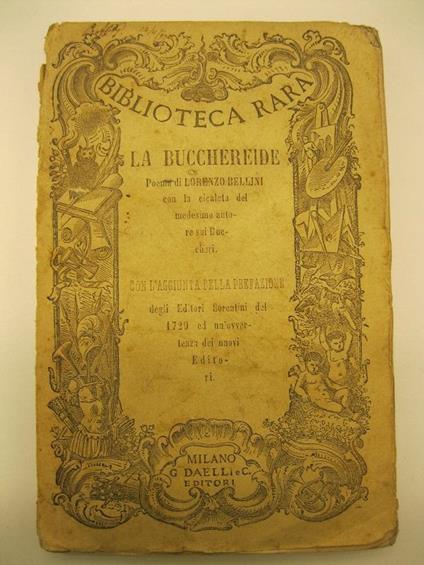 BIBLIOTECA RARA
LA BUCCHEREIDE
Poema di LORENZO BELLINI
con la cicalata del
medesimo auto-
re sui Buc-
cheri.
CON L'AGGIUNTA DELLA PREFAZIONE
degli Editori fiorentini del
1729 ed un'avver-
tenza dei nuovi
Edito-
ri.
MILANO
G. DAELLI e C.
EDITORI